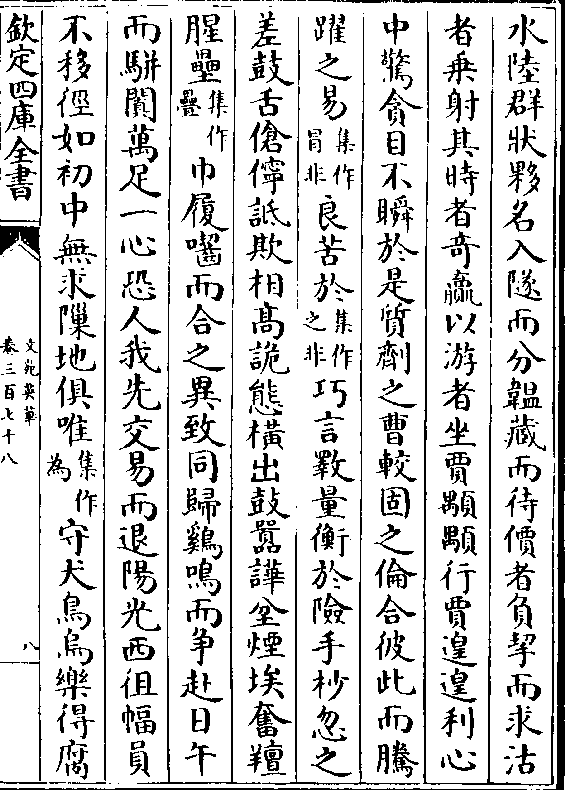 水陸群狀夥名入隧而分韞藏而待價者負挈而求沽
者乗射其時者奇贏以游者坐賈顒顒行賈遑遑利心
中驚貪目不瞬於是質劑之曹較固之倫合彼此而騰
躍之易集作冒非良苦於集作之非巧言斁量衡於險手杪忽之
差鼓舌傖儜詆欺相髙詭態橫出鼓囂譁坌煙埃奮羶
腥壘集作疊巾履嚙而合之異致同歸鷄鳴而争赴日午
而駢闐萬足一心恐人我先交易而退陽光西徂幅員
不移徑如初中無求隟地俱唯集作為守犬鳥烏樂得腐
欽定四庫全書
文苑英華
卷三百七十八
八